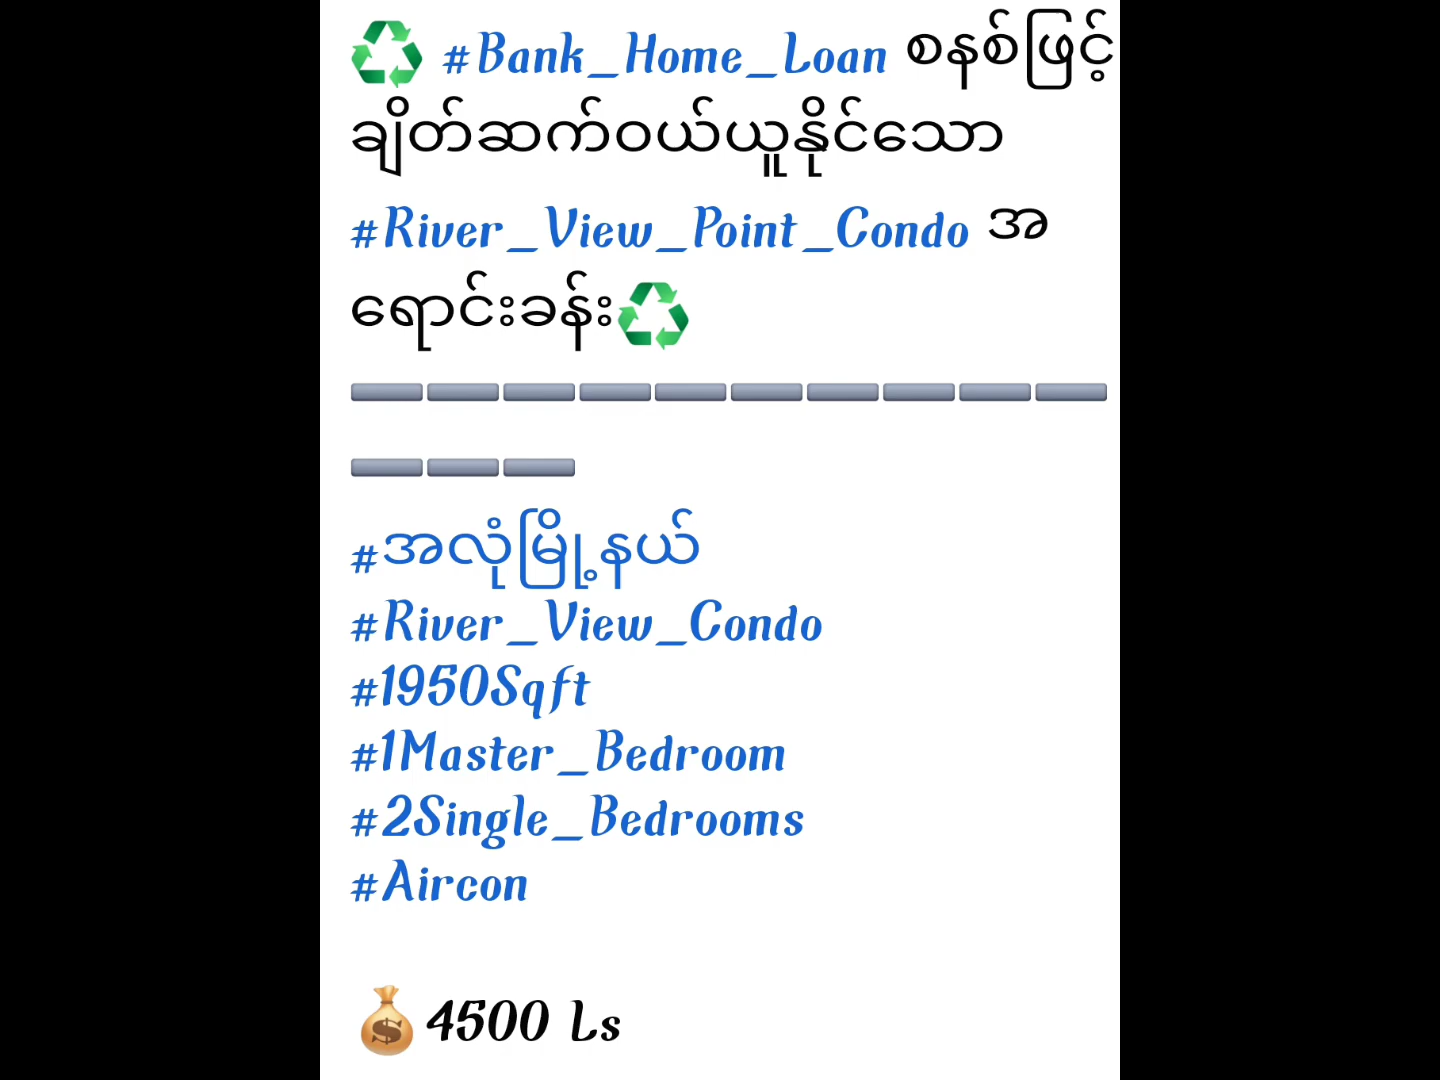 ♻️ #Bank_Home_Loan စနစ်ဖြင့်
ချိတ်ဆက်ဝယ်ယူနိုင်သော
#River_View_Point_Condo အ
ရောင်းခန်း♻️
➖➖➖➖➖➖➖➖➖➖
➖➖➖
#အလုံမြို့နယ်
#River_View_Condo
#1950Sqft
#1Master_Bedroom
#2Single_Bedrooms
#Aircon
💰4500 Ls